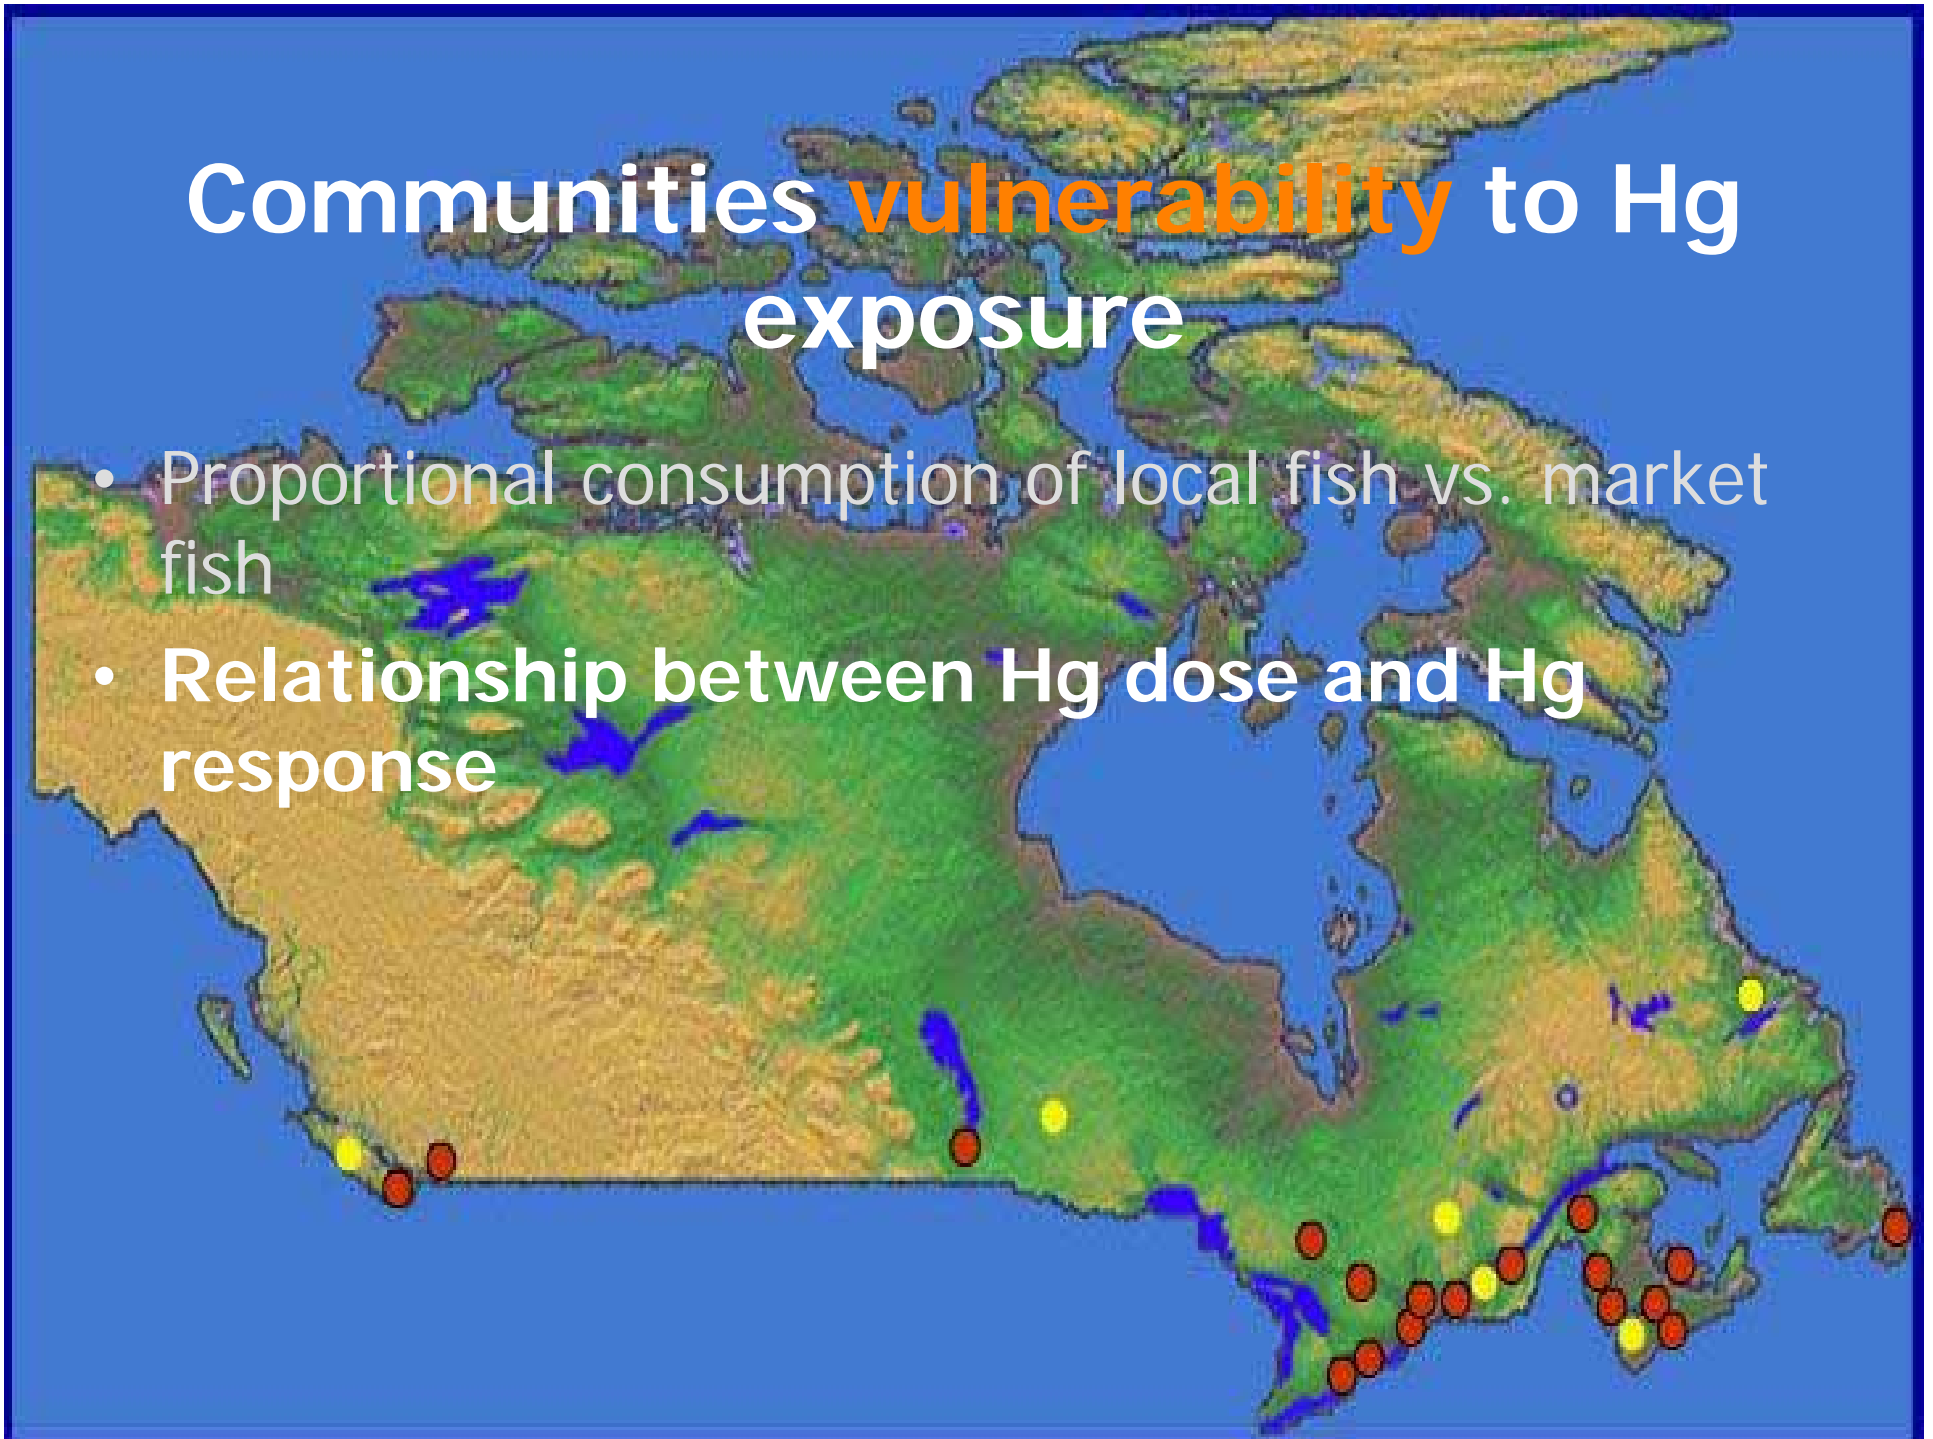 Communities vulnerability to Hg
exposure
• Proportional consumption of local fish vs. market
fish
• Relationship between Hg dose and Hg
response